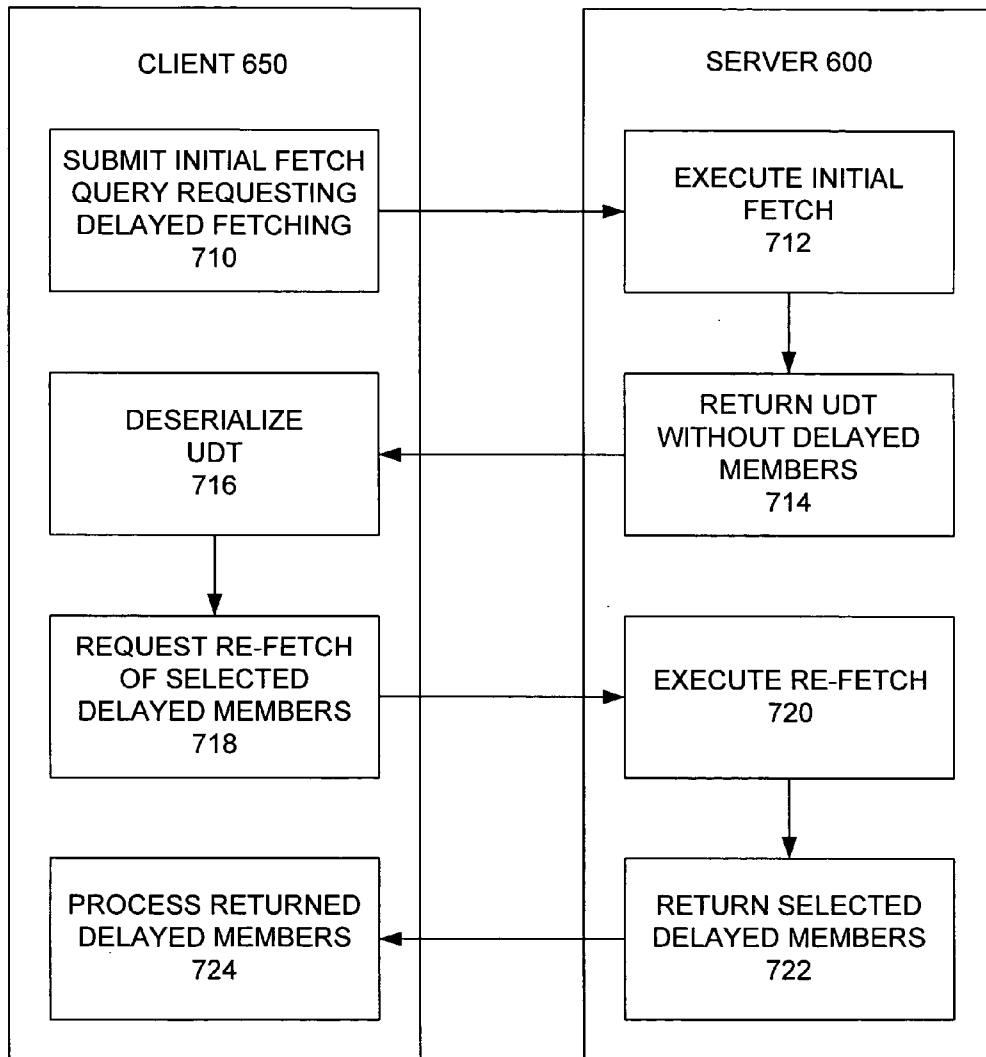 CLIENT 650
SERVER 600
SUBMIT INITIAL FETCH
QUERY REQUESTING
DELAYED FETCHING
710
EXECUTE INITIAL
FETCH
712
DESERIALIZE
UDT
716
RETURN UDT
WITHOUT DELAYED
MEMBERS
714
REQUEST RE-FETCH
OF SELECTED
DELAYED MEMBERS
718
EXECUTE RE-FETCH
720
PROCESS RETURNED
DELAYED MEMBERS
724
RETURN SELECTED
DELAYED MEMBERS
722